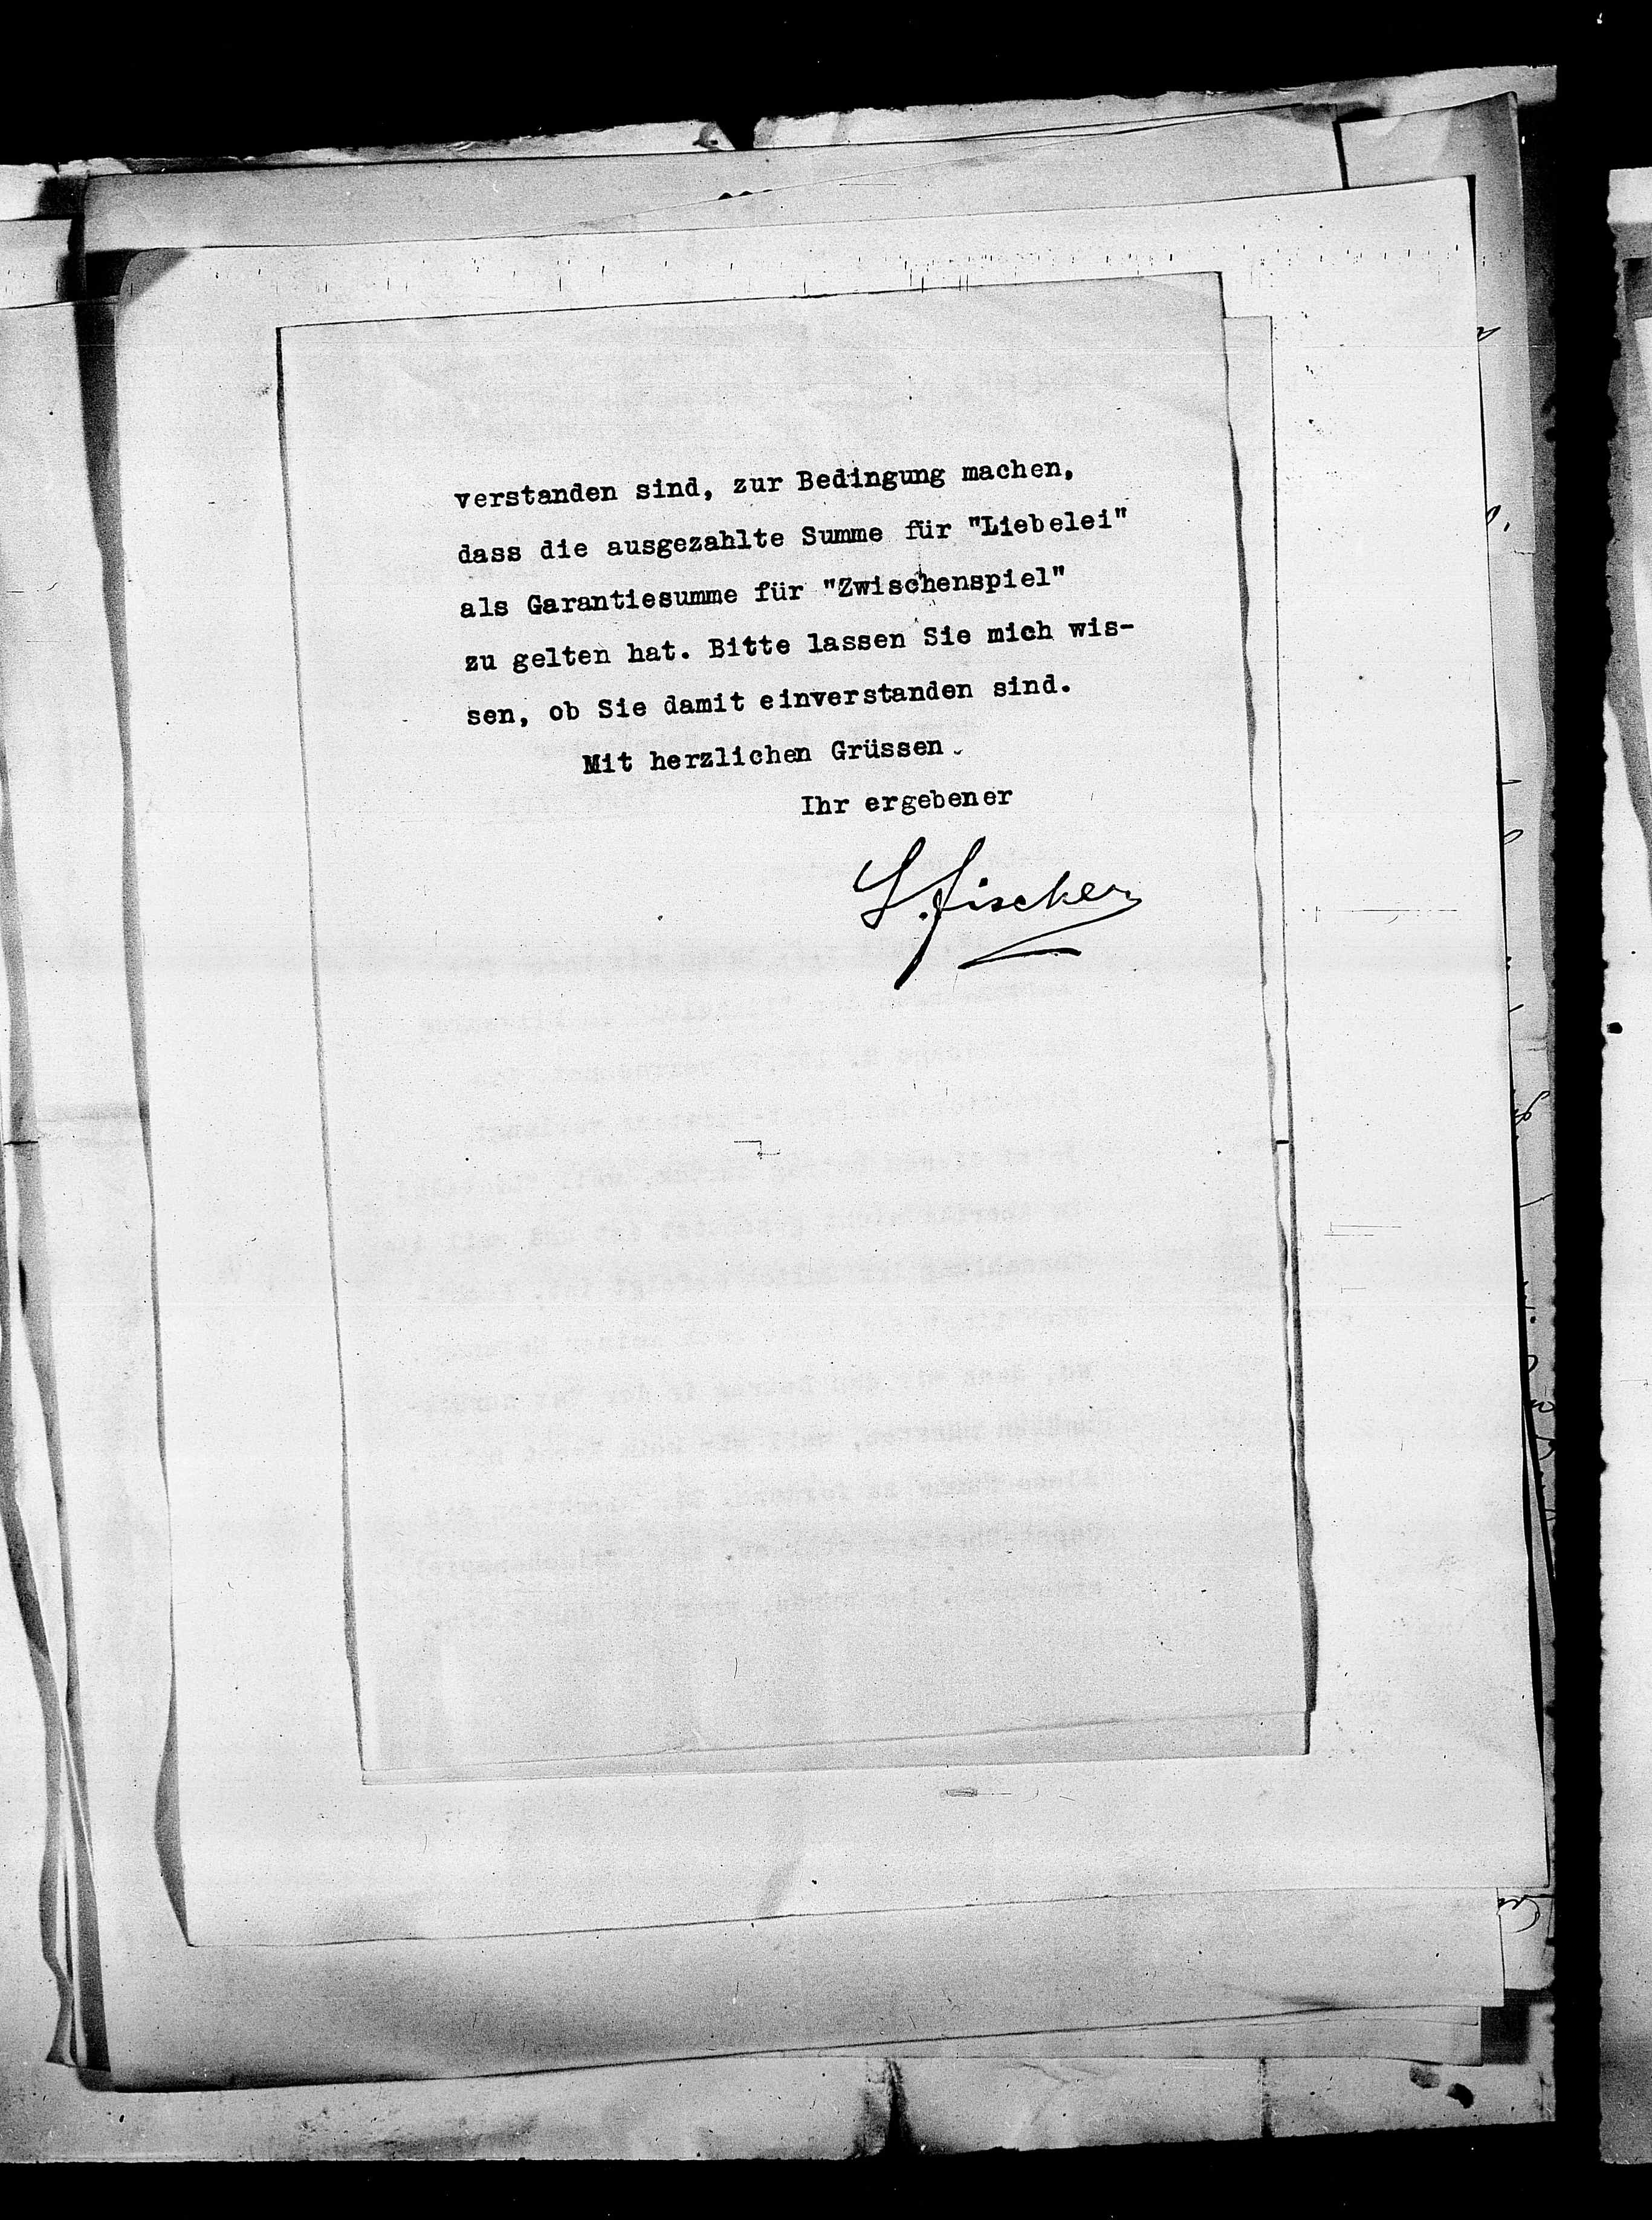 verstanden sind, zur Bedingung machen,
dass die ausgezahlte Summe für "Liebelei"
als Garantiesumme für "Zwischenspiel"
zu gelten hat. Bitte lassen Sie mich wis-
sen, ob Sie damit einverstanden sind.
Mit herzlichen Grüssen.
Ihr ergebener
S. Fischer